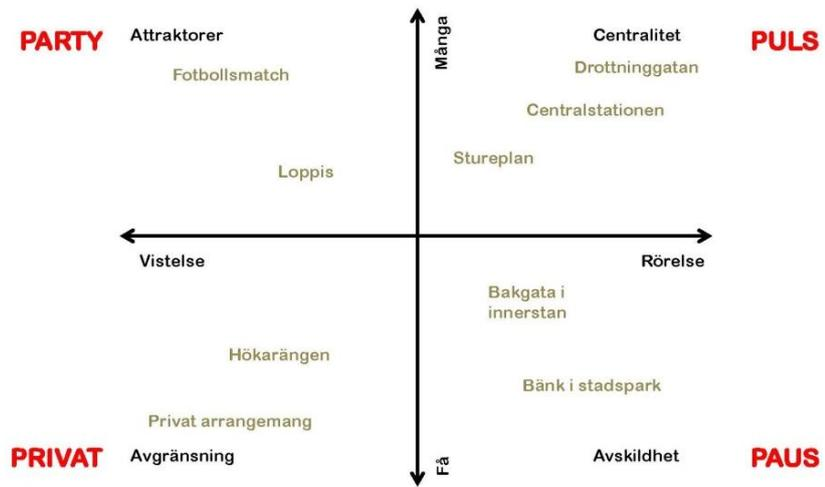 PARTY
Attraktorer
Många
Centralitet
PULS
Fotbollsmatch
Drottninggatan
Centralstationen
Stureplan
Loppis
Vistelse
Rörelse
Bakgata i
innerstan
Hökarängen
Bänk i stadspark
Privat arrangemang
PRIVAT
Avgränsning
Få
Avskildhet
PAUS